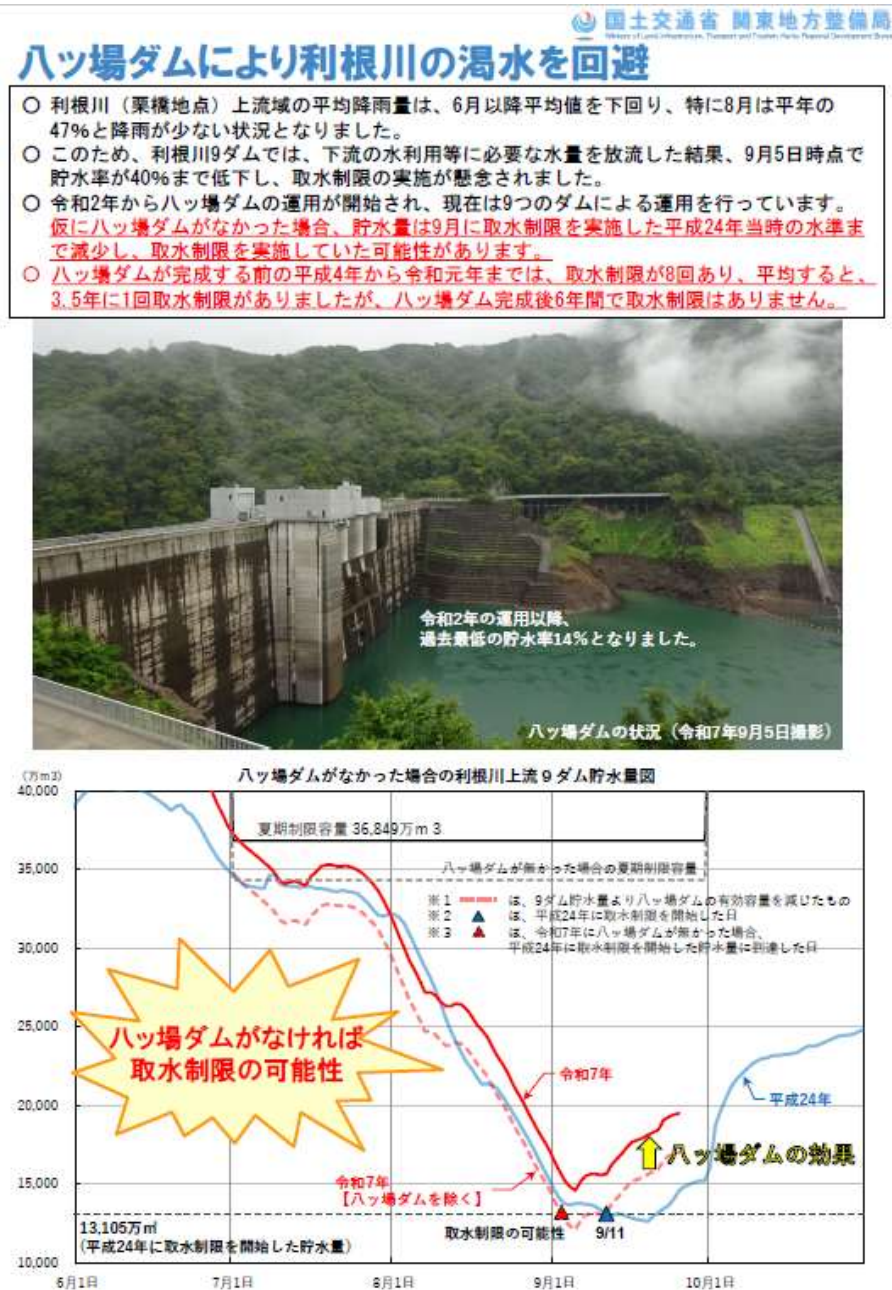 国土交通省 関東地方整備局
Ministry of Land, Infrastructure, Transport and Tourism, Kanto Regional Development Bureau
八ッ場ダムにより利根川の渇水を回避
○ 利根川（栗橋地点）上流域の平均降雨量は、6月以降平均値を下回り、特に8月は平年の
47%と降雨が少ない状況となりました。
○ このため、利根川9ダムでは、下流の水利用等に必要な水量を放流した結果、9月5日時点で
貯水率が40%まで低下し、取水制限の実施が懸念されました。
○ 令和2年から八ッ場ダムの運用が開始され、現在は9つのダムによる運用を行っています。
仮に八ッ場ダムがなかった場合、貯水量は9月に取水制限を実施した平成24年当時の水準ま
で減少し、取水制限を実施していた可能性があります。
○ 八ッ場ダムが完成する前の平成4年から令和元年までは、取水制限が8回あり、平均すると、
3.5年に1回取水制限がありましたが、八ッ場ダム完成後6年間で取水制限はありません。
令和2年の運用以降、
過去最低の貯水率14%となりました。
八ッ場ダムの状況（令和7年9月5日撮影）
(万m3)
八ッ場ダムがなかった場合の利根川上流９ダム貯水量図
40,000
夏期制限容量 36,849万m 3
35,000
八ッ場ダムが無かった場合の夏期制限容量
※1 は、9ダム貯水量より八ッ場ダムの有効容量を減じたもの
※2 は、平成24年に取水制限を開始した日
※3 は、令和7年に八ッ場ダムが無かった場合、
平成24年に取水制限を開始した貯水量に到達した日
30,000
25,000
八ッ場ダムがなければ
取水制限の可能性
令和7年
平成24年
20,000
八ッ場ダムの効果
令和7年
【八ッ場ダムを除く】
15,000
13,105万㎥
(平成24年に取水制限を開始した貯水量)
取水制限の可能性
9/11
10,000
6月1日 7月1日 8月1日 9月1日 10月1日